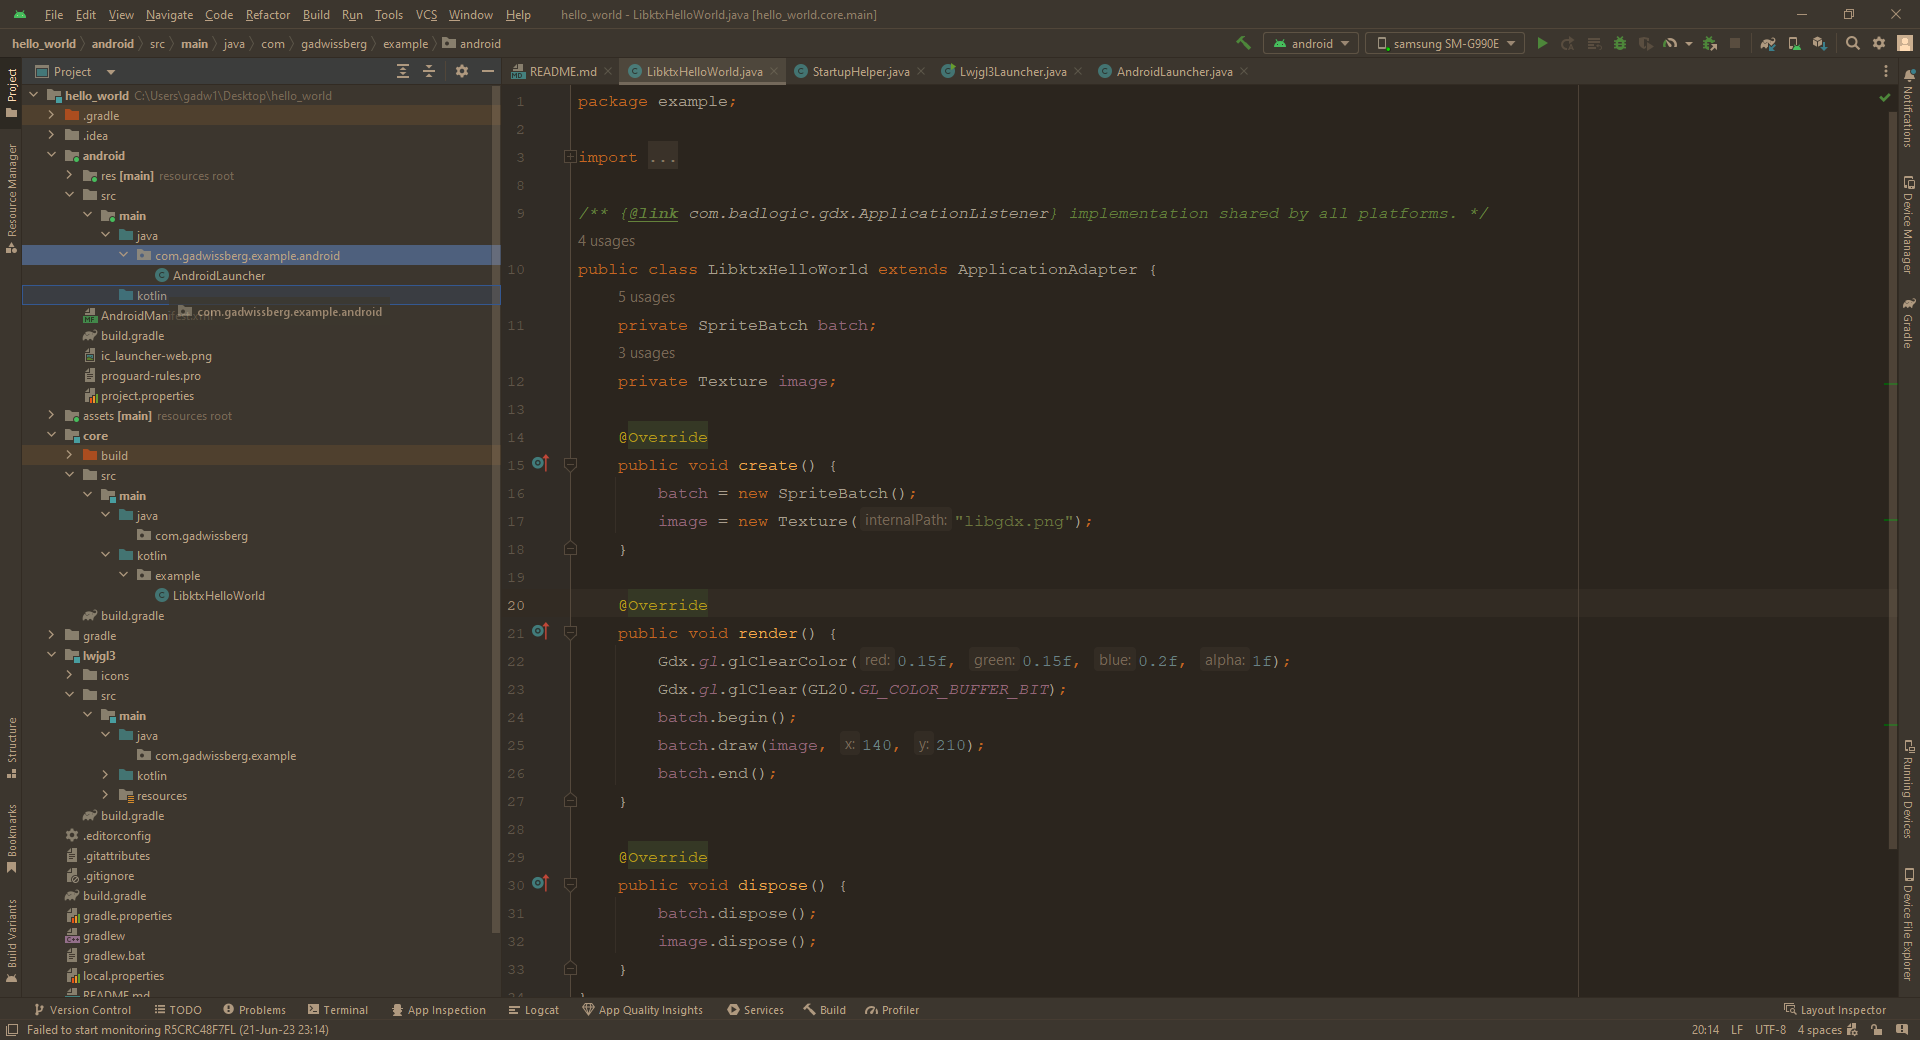 File Edit View Navigate Code Refactor Build Run Tools VCS Window Help hello_world - LibktxHelloWorld.java [hello_world.core.main]
hello_world android src main java com gadwissberg example android
android samsung SM-G990E
Project
README.md LibktxHelloWorld.java StartupHelper.java Lwjgl3Launcher.java AndroidLauncher.java
Project
Resource Manager
Structure
Bookmarks
Build Variants
hello_world C:\Users\gadw1\Desktop\hello_world
.gradle
.idea
android
res [main] resources root
src
main
java
com.gadwissberg.example.android
AndroidLauncher
kotlin
com.gadwissberg.example.android
AndroidMani
build.gradle
ic_launcher-web.png
proguard-rules.pro
project.properties
assets [main] resources root
core
build
src
main
java
com.gadwissberg
kotlin
example
LibktxHelloWorld
build.gradle
gradle
lwjgl3
icons
src
main
java
com.gadwissberg.example
kotlin
resources
build.gradle
.editorconfig
.gitattributes
.gitignore
build.gradle
gradle.properties
gradlew
gradlew.bat
local.properties
README.md
1 package example;
2
3 import ...
8
9 /** {@link com.badlogic.gdx.ApplicationListener} implementation shared by all platforms. */
4 usages
10 public class LibktxHelloWorld extends ApplicationAdapter {
5 usages
11 private SpriteBatch batch;
3 usages
12 private Texture image;
13
14 @Override
15 public void create() {
16 batch = new SpriteBatch();
17 image = new Texture( internalPath: "libgdx.png");
18 }
19
20 @Override
21 public void render() {
22 Gdx.gl.glClearColor( red: 0.15f, green: 0.15f, blue: 0.2f, alpha: 1f);
23 Gdx.gl.glClear(GL20.GL_COLOR_BUFFER_BIT);
24 batch.begin();
25 batch.draw(image, x: 140, y: 210);
26 batch.end();
27 }
28
29 @Override
30 public void dispose() {
31 batch.dispose();
32 image.dispose();
33 }
Notifications
Device Manager
Gradle
Running Devices
Device File Explorer
Version Control TODO Problems Terminal App Inspection Logcat App Quality Insights Services Build Profiler Layout Inspector
Failed to start monitoring R5CRC48F7FL (21-Jun-23 23:14) 20:14 LF UTF-8 4 spaces